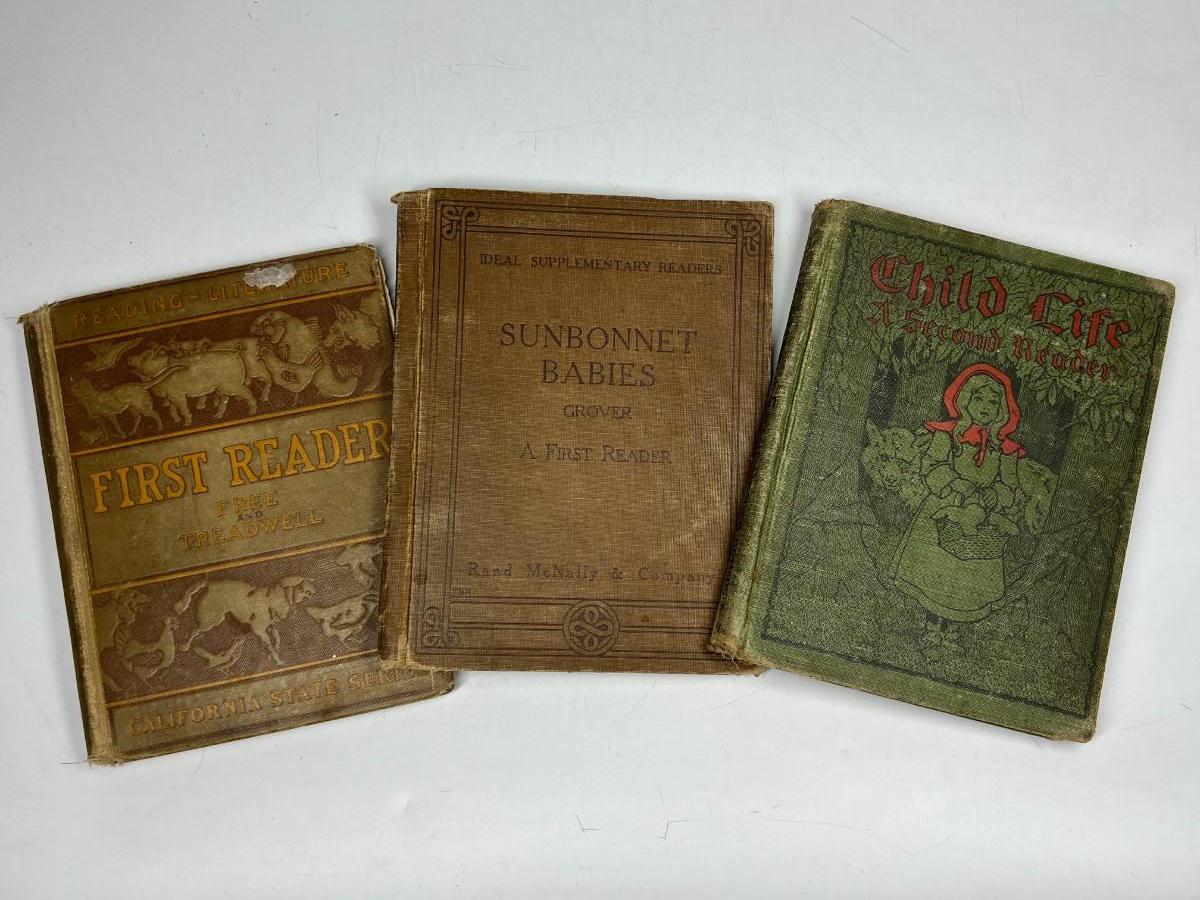 READING-LITERATURE
FIRST READER
FREE
AND
TREADWELL
CALIFORNIA STATE SERIES
IDEAL SUPPLEMENTARY READERS
SUNBONNET
BABIES
GROVER
A FIRST READER
Rand McNally & Company
Child Life
A Second Reader